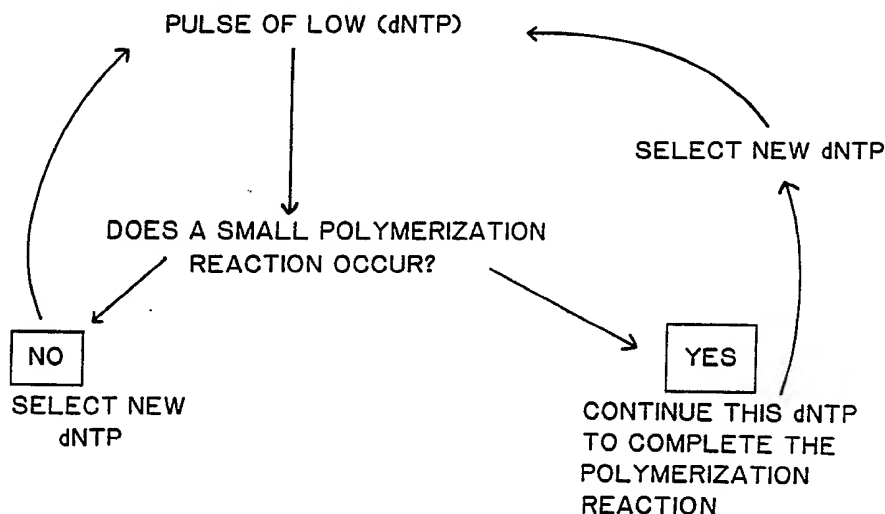 PULSE OF LOW (dNTP)
SELECT NEW dNTP
DOES A SMALL POLYMERIZATION
REACTION OCCUR?
NO
SELECT NEW
dNTP
YES
CONTINUE THIS dNTP
TO COMPLETE THE
POLYMERIZATION
REACTION